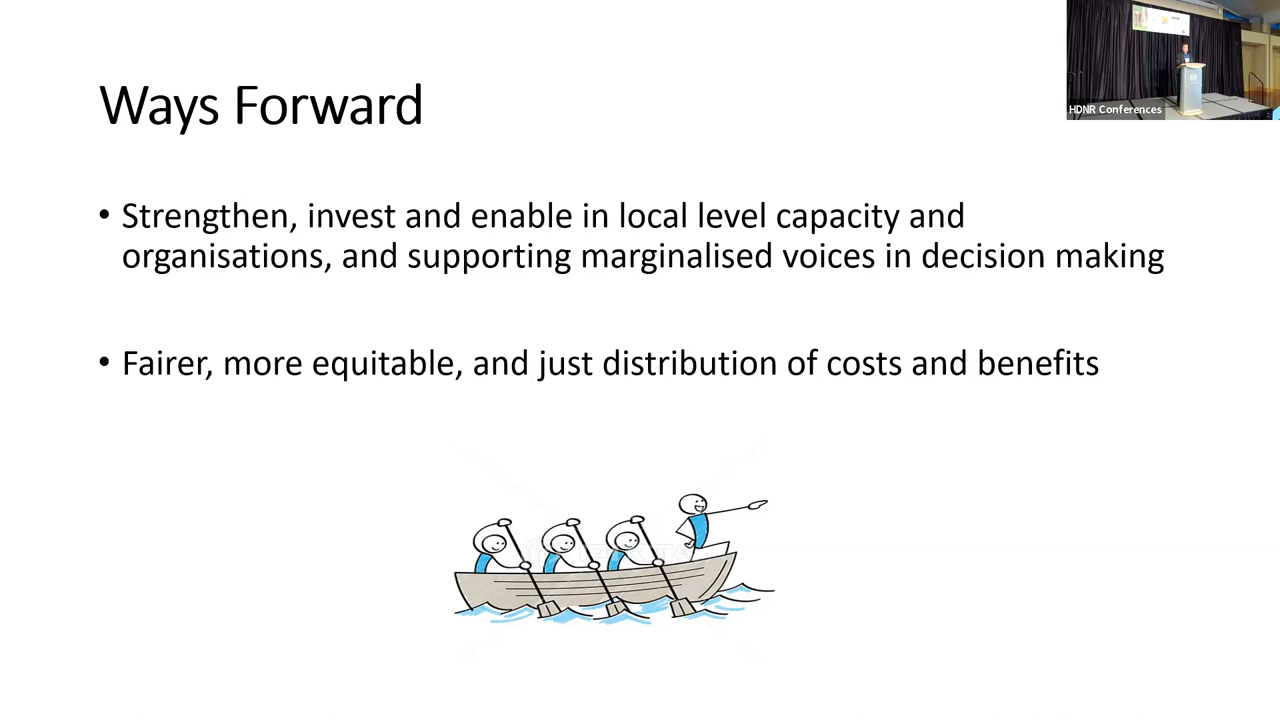 Ways Forward
HDNR Conferences
• Strengthen, invest and enable in local level capacity and
organisations, and supporting marginalised voices in decision making
• Fairer, more equitable, and just distribution of costs and benefits